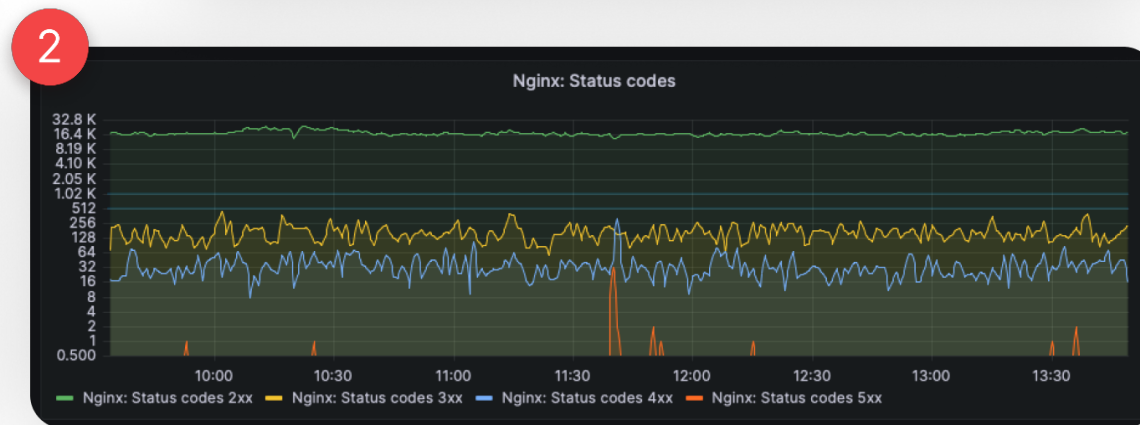 2
Nginx: Status codes
32.8 K
16.4 K
8.19 K
4.10 K
2.05 K
1.02 K
512
256
128
64
32
16
8
4
2
1
0.500
10:00 10:30 11:00 11:30 12:00 12:30 13:00 13:30
Nginx: Status codes 2xx Nginx: Status codes 3xx Nginx: Status codes 4xx Nginx: Status codes 5xx